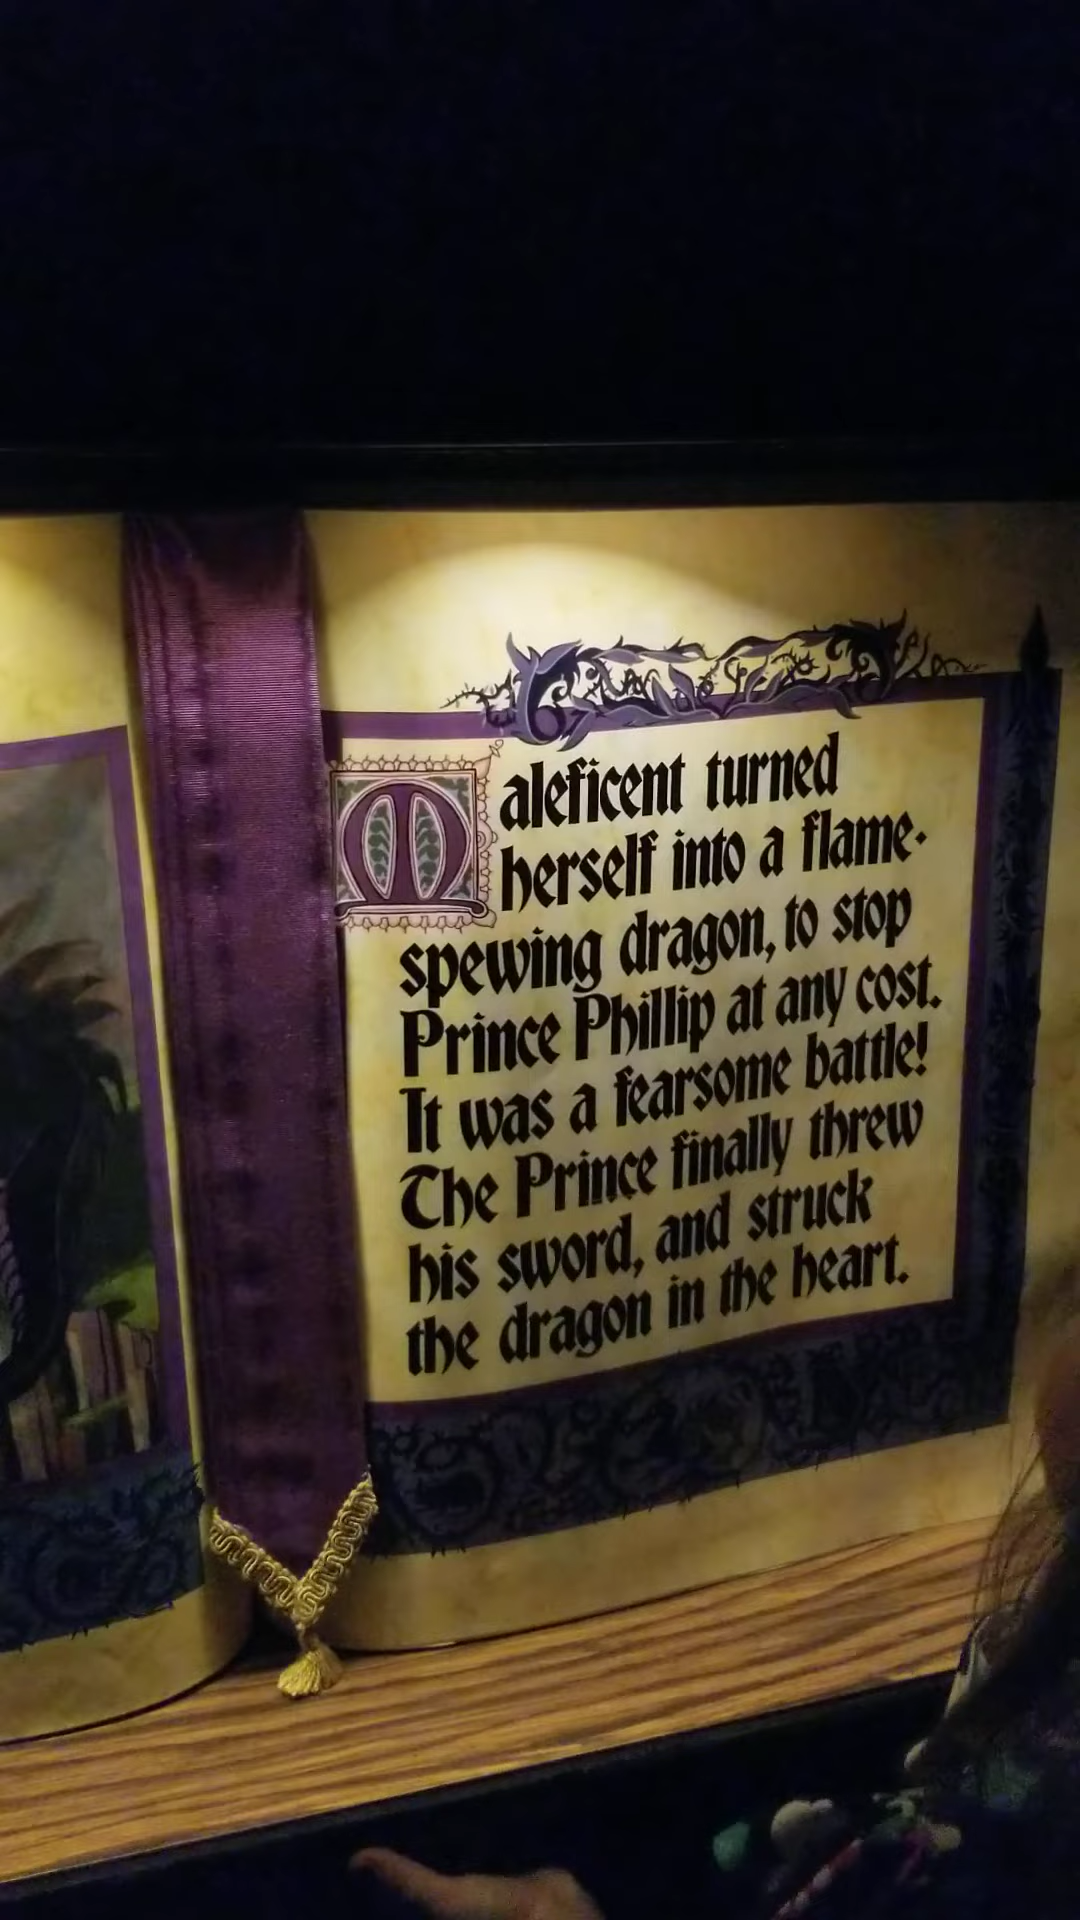 Maleficent turned
herself into a flame-
spewing dragon, to stop
Prince Phillip at any cost.
It was a fearsome battle!
The Prince finally threw
his sword, and struck
the dragon in the heart.